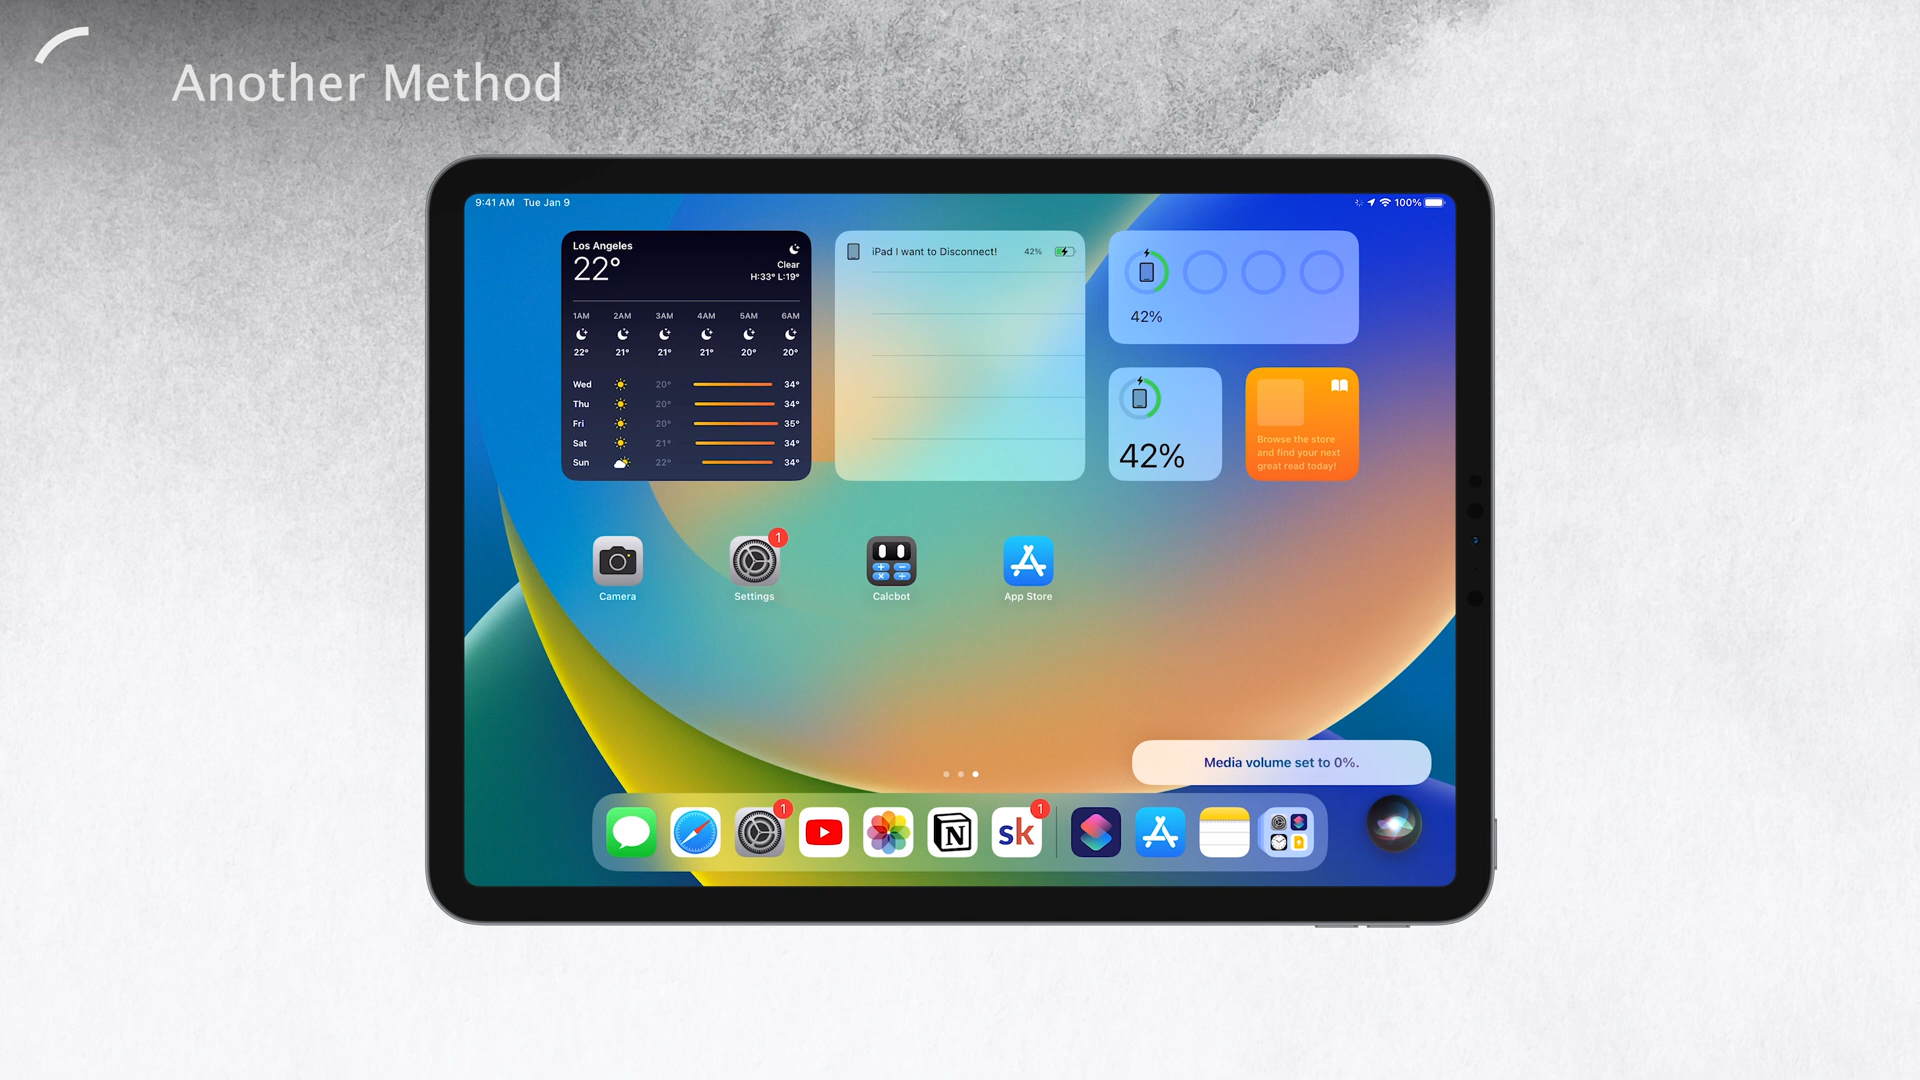 Another Method
9:41 AM Tue Jan 9
100%
Los Angeles
22°
Clear
H:33° L:19°
1AM 2AM 3AM 4AM 5AM 6AM
22° 21° 21° 21° 20° 20°
Wed 20° 34°
Thu 20° 34°
Fri 20° 35°
Sat 21° 34°
Sun 22° 34°
iPad I want to Disconnect! 42%
42%
42%
Browse the store
and find your next
great read today!
Camera
Settings
1
Calcbot
App Store
Media volume set to 0%.
1
N
sk
1